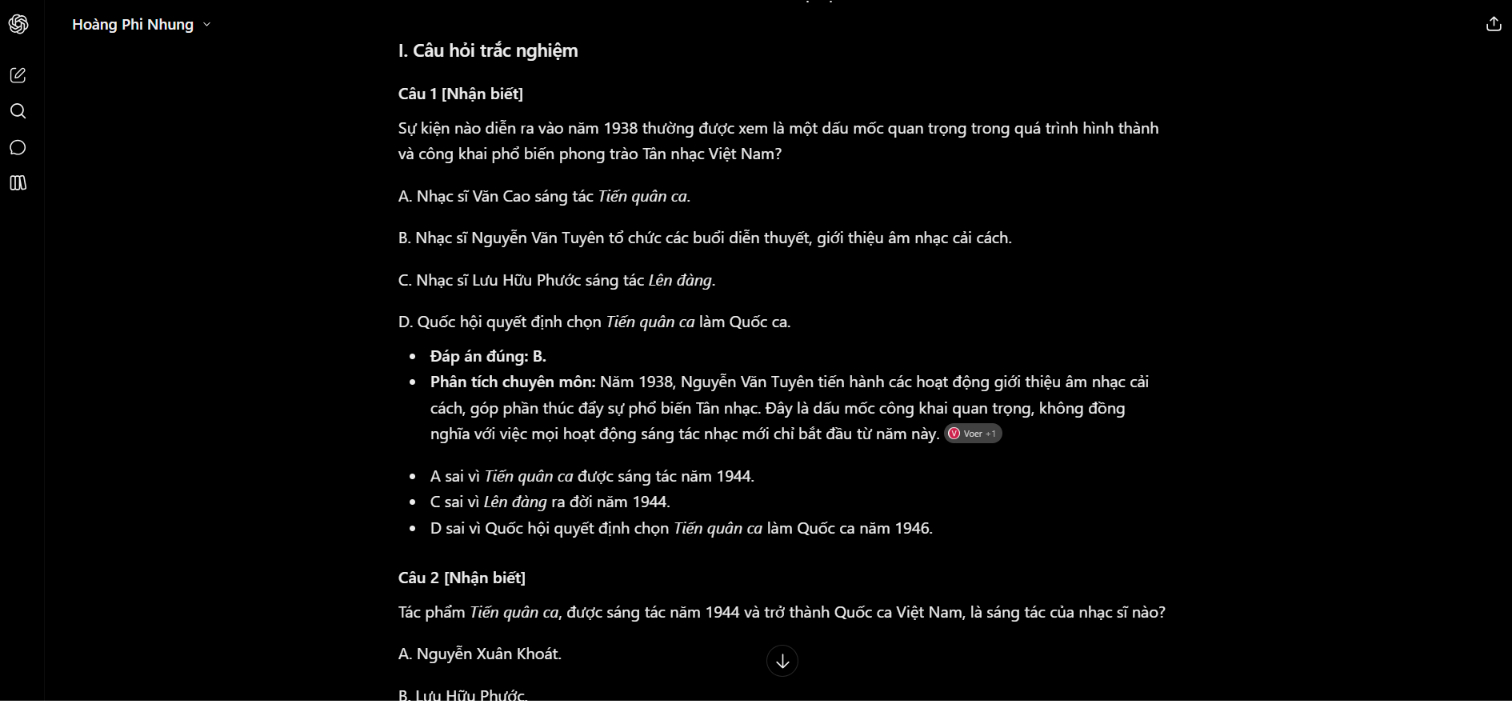 Hoàng Phi Nhung
I. Câu hỏi trắc nghiệm
Câu 1 [Nhận biết]
Sự kiện nào diễn ra vào năm 1938 thường được xem là một dấu mốc quan trọng trong quá trình hình thành
và công khai phổ biến phong trào Tân nhạc Việt Nam?
A. Nhạc sĩ Văn Cao sáng tác Tiến quân ca.
B. Nhạc sĩ Nguyễn Văn Tuyên tổ chức các buổi diễn thuyết, giới thiệu âm nhạc cải cách.
C. Nhạc sĩ Lưu Hữu Phước sáng tác Lên đàng.
D. Quốc hội quyết định chọn Tiến quân ca làm Quốc ca.
• Đáp án đúng: B.
• Phân tích chuyên môn: Năm 1938, Nguyễn Văn Tuyên tiến hành các hoạt động giới thiệu âm nhạc cải
cách, góp phần thúc đẩy sự phổ biến Tân nhạc. Đây là dấu mốc công khai quan trọng, không đồng
nghĩa với việc mọi hoạt động sáng tác nhạc mới chỉ bắt đầu từ năm này. V Voer +1
• A sai vì Tiến quân ca được sáng tác năm 1944.
• C sai vì Lên đàng ra đời năm 1944.
• D sai vì Quốc hội quyết định chọn Tiến quân ca làm Quốc ca năm 1946.
Câu 2 [Nhận biết]
Tác phẩm Tiến quân ca, được sáng tác năm 1944 và trở thành Quốc ca Việt Nam, là sáng tác của nhạc sĩ nào?
A. Nguyễn Xuân Khoát.
B. Lưu Hữu Phước.